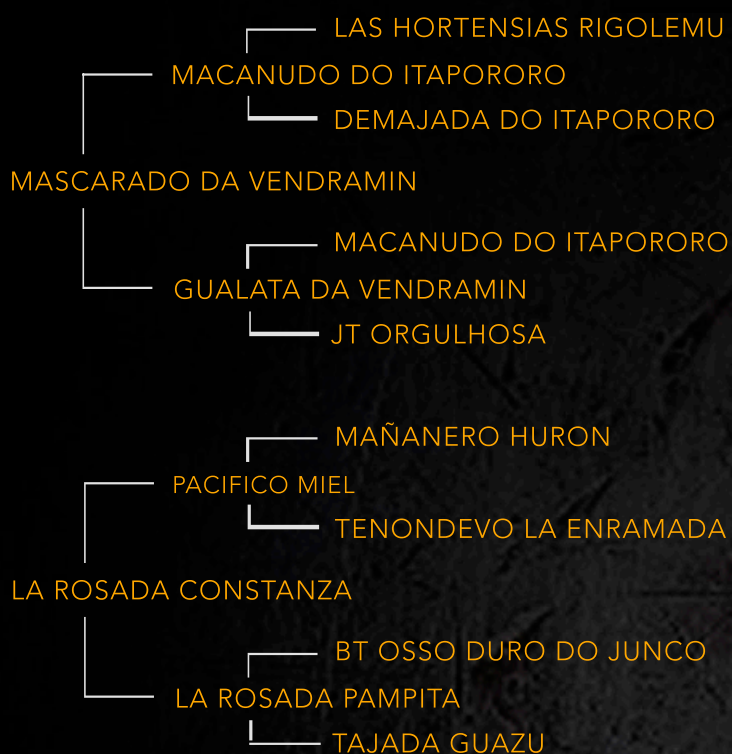 LAS HORTENSIAS RIGOLEMU
MACANUDO DO ITAPORORO
DEMAJADA DO ITAPORORO
MASCARADO DA VENDRAMIN
MACANUDO DO ITAPORORO
GUALATA DA VENDRAMIN
JT ORGULHOSA
MAÑANERO HURON
PACIFICO MIEL
TENONDEVO LA ENRAMADA
LA ROSADA CONSTANZA
BT OSSO DURO DO JUNCO
LA ROSADA PAMPITA
TAJADA GUAZU